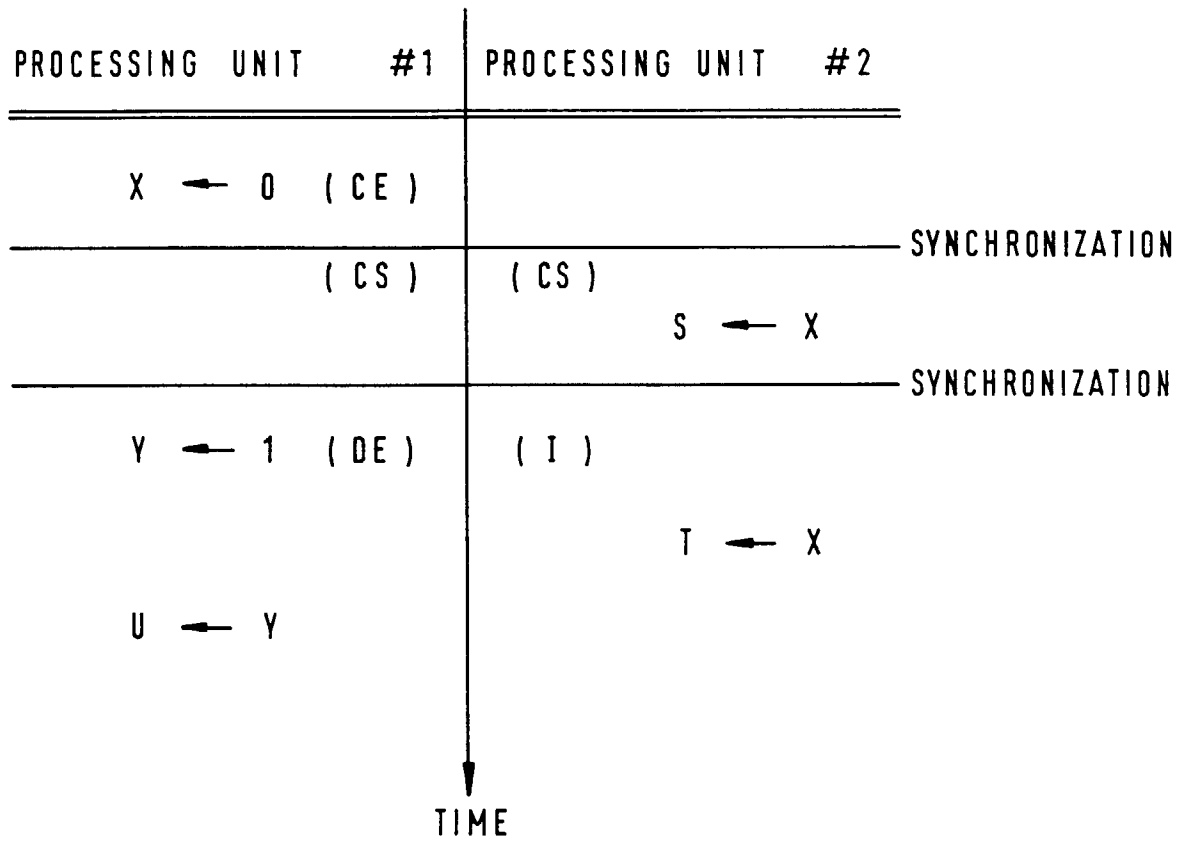 PROCESSING UNIT #1 PROCESSING UNIT #2
X ← 0 (CE)
SYNCHRONIZATION
(CS) (CS)
S ← X
SYNCHRONIZATION
Y ← 1 (DE) (I)
T ← X
U ← Y
TIME